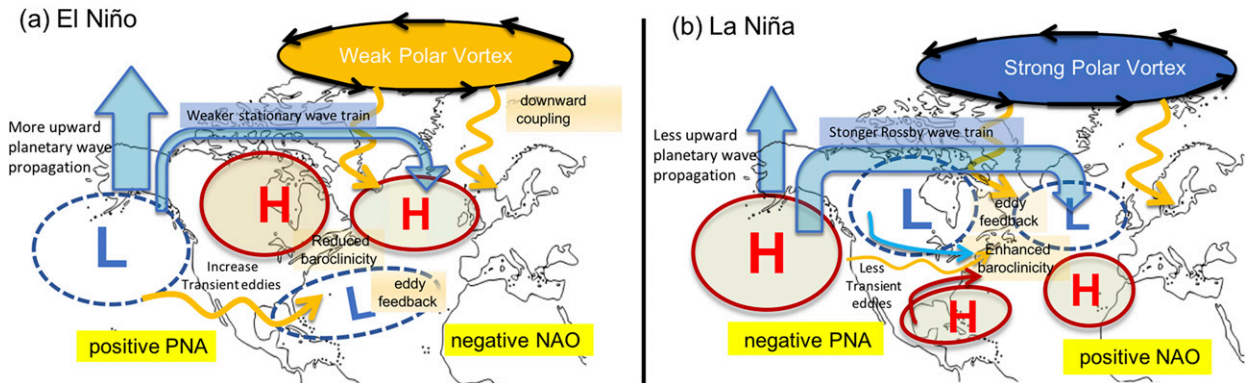 (a) El Niño
Weak Polar Vortex
downward
coupling
Weaker stationary wave train
More upward
planetary wave
propagation
H
H
L
Reduced
baroclinicity
Increase
Transient eddies
L
eddy
feedback
positive PNA
negative NAO
(b) La Niña
Strong Polar Vortex
Less upward
planetary wave
propagation
Stonger Rossby wave train
L
L
eddy
feedback
H
Enhanced
baroclinicity
Less
Transient
eddies
H
H
negative PNA
positive NAO